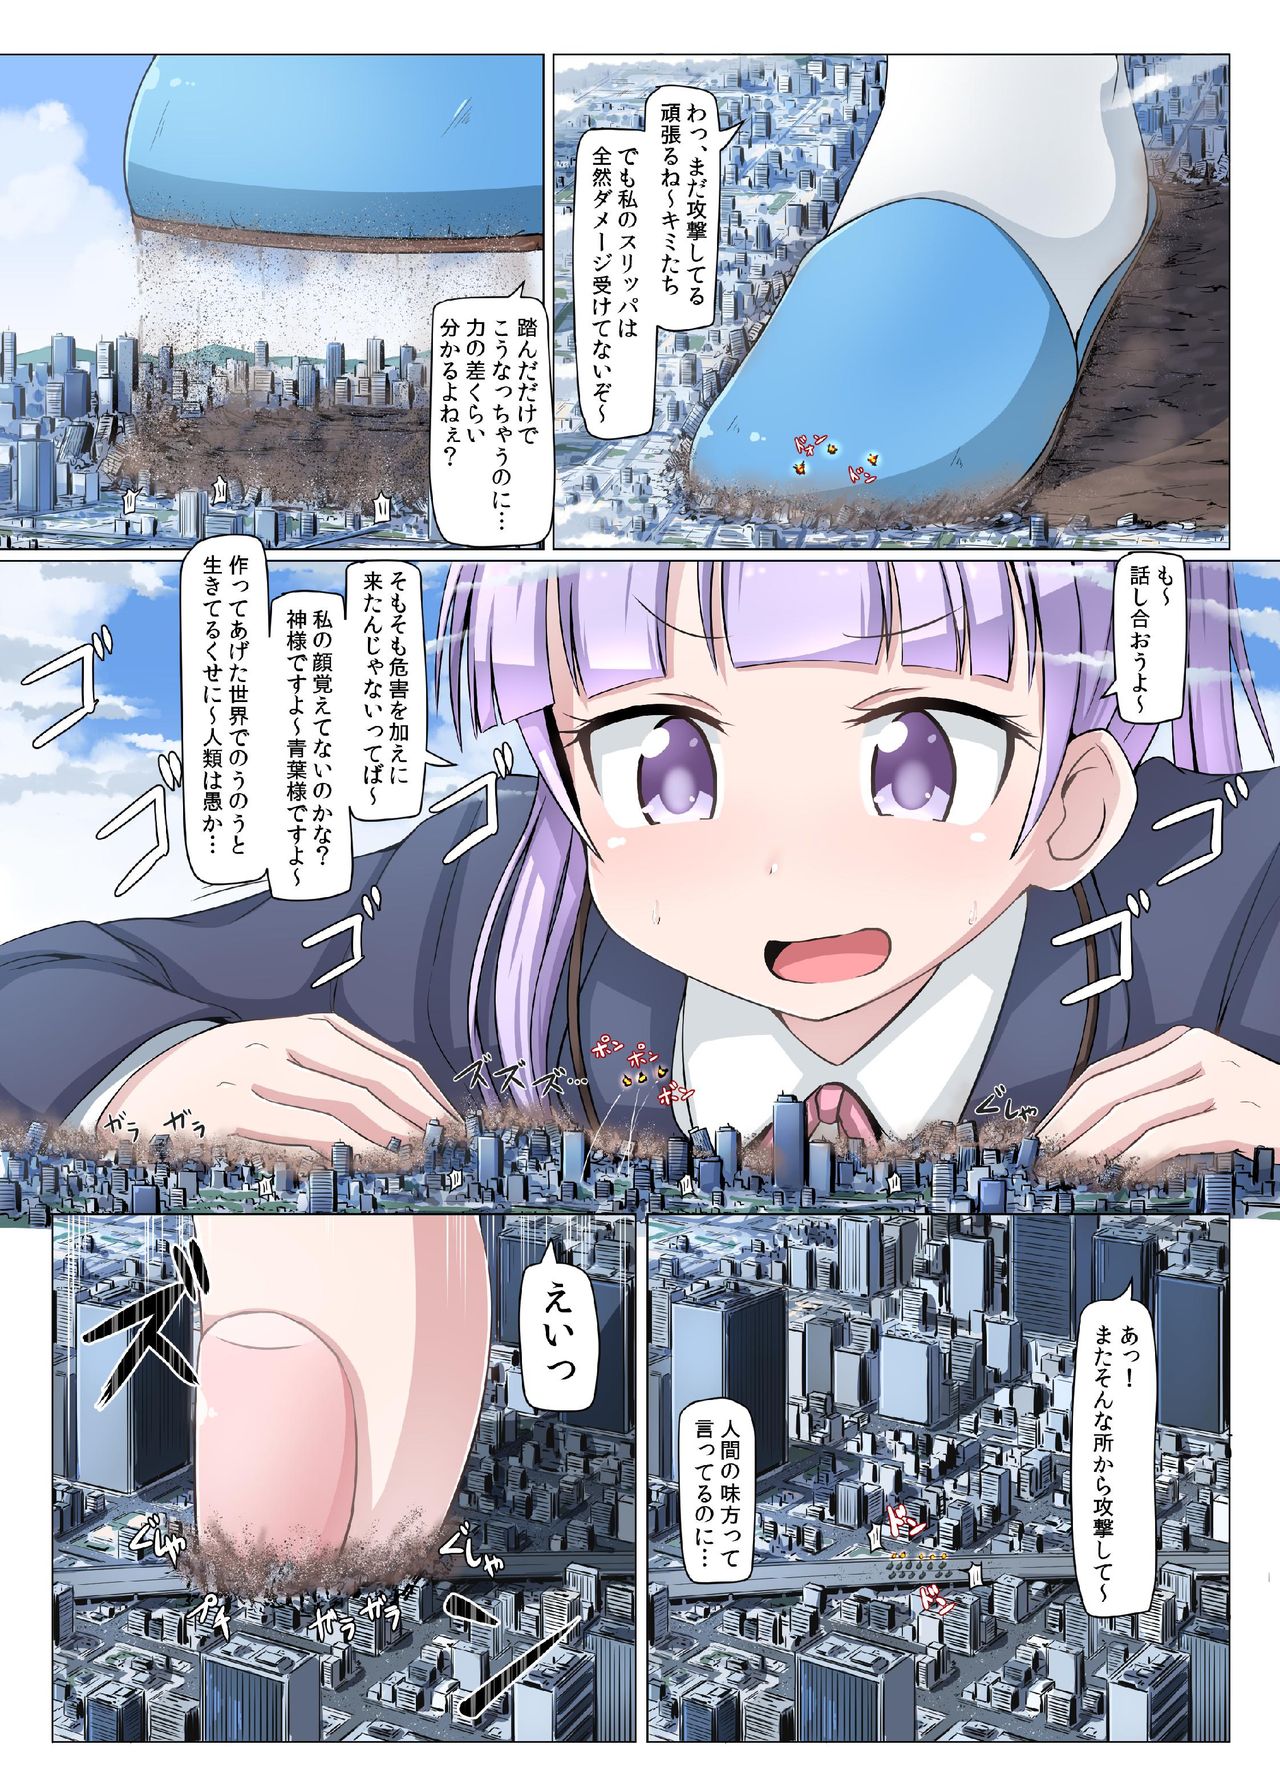 わっ、まだ攻撃してる
頑張るね～キミたち
でも私のスリッパは
全然ダメージ受けてないぞ～
ドォン
ドン
踏んだだけで
こうなっちゃうのに…
力の差くらい
分かるよねぇ？
も～
話し合おうよ～
そもそも危害を加えに
来たんじゃないってば～
私の顔覚えてないのかな？
神様ですよ～青葉様ですよ～
作ってあげた世界でのうのうと
生きてるくせに～人類は愚か…
ゴ
ゴ
ゴ
ゴ
ゴ
ゴ
ポン
ポン
ボン
ズズズ…
ガラ
ガラ
ぐしゃ
あっ！
またそんな所から攻撃して～
人間の味方って
言ってるのに…
ドン
ドン
えいっ
ズ
ン
ぐしゃ
ぐしゃ
プチ
ガラ
ガラ